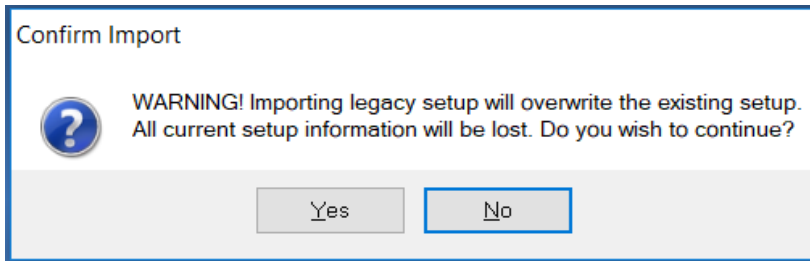 Confirm Import
WARNING! Importing legacy setup will overwrite the existing setup.
All current setup information will be lost. Do you wish to continue?
Yes
No